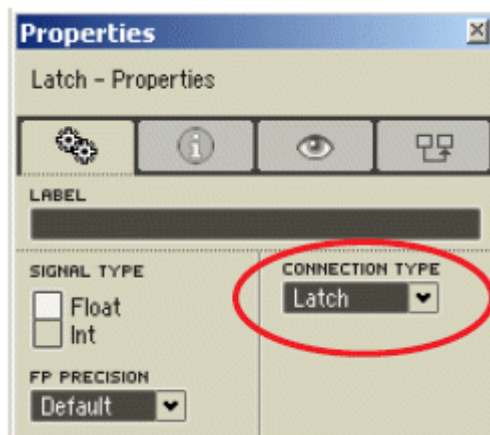 Properties
Latch - Properties
LABEL
SIGNAL TYPE
Float
Int
CONNECTION TYPE
Latch
FP PRECISION
Default